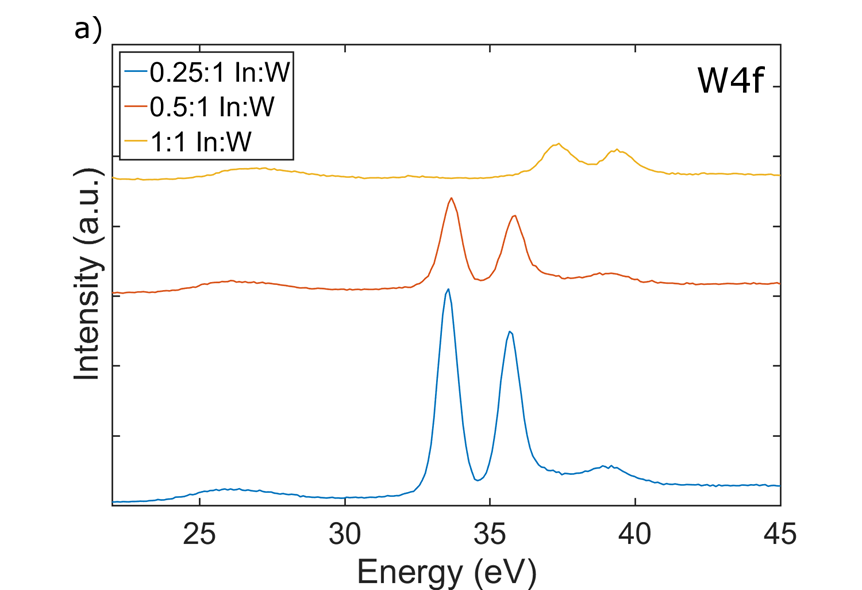 a)
0.25:1 In:W
0.5:1 In:W
1:1 In:W
W4f
Intensity (a.u.)
25 30 35 40 45
Energy (eV)